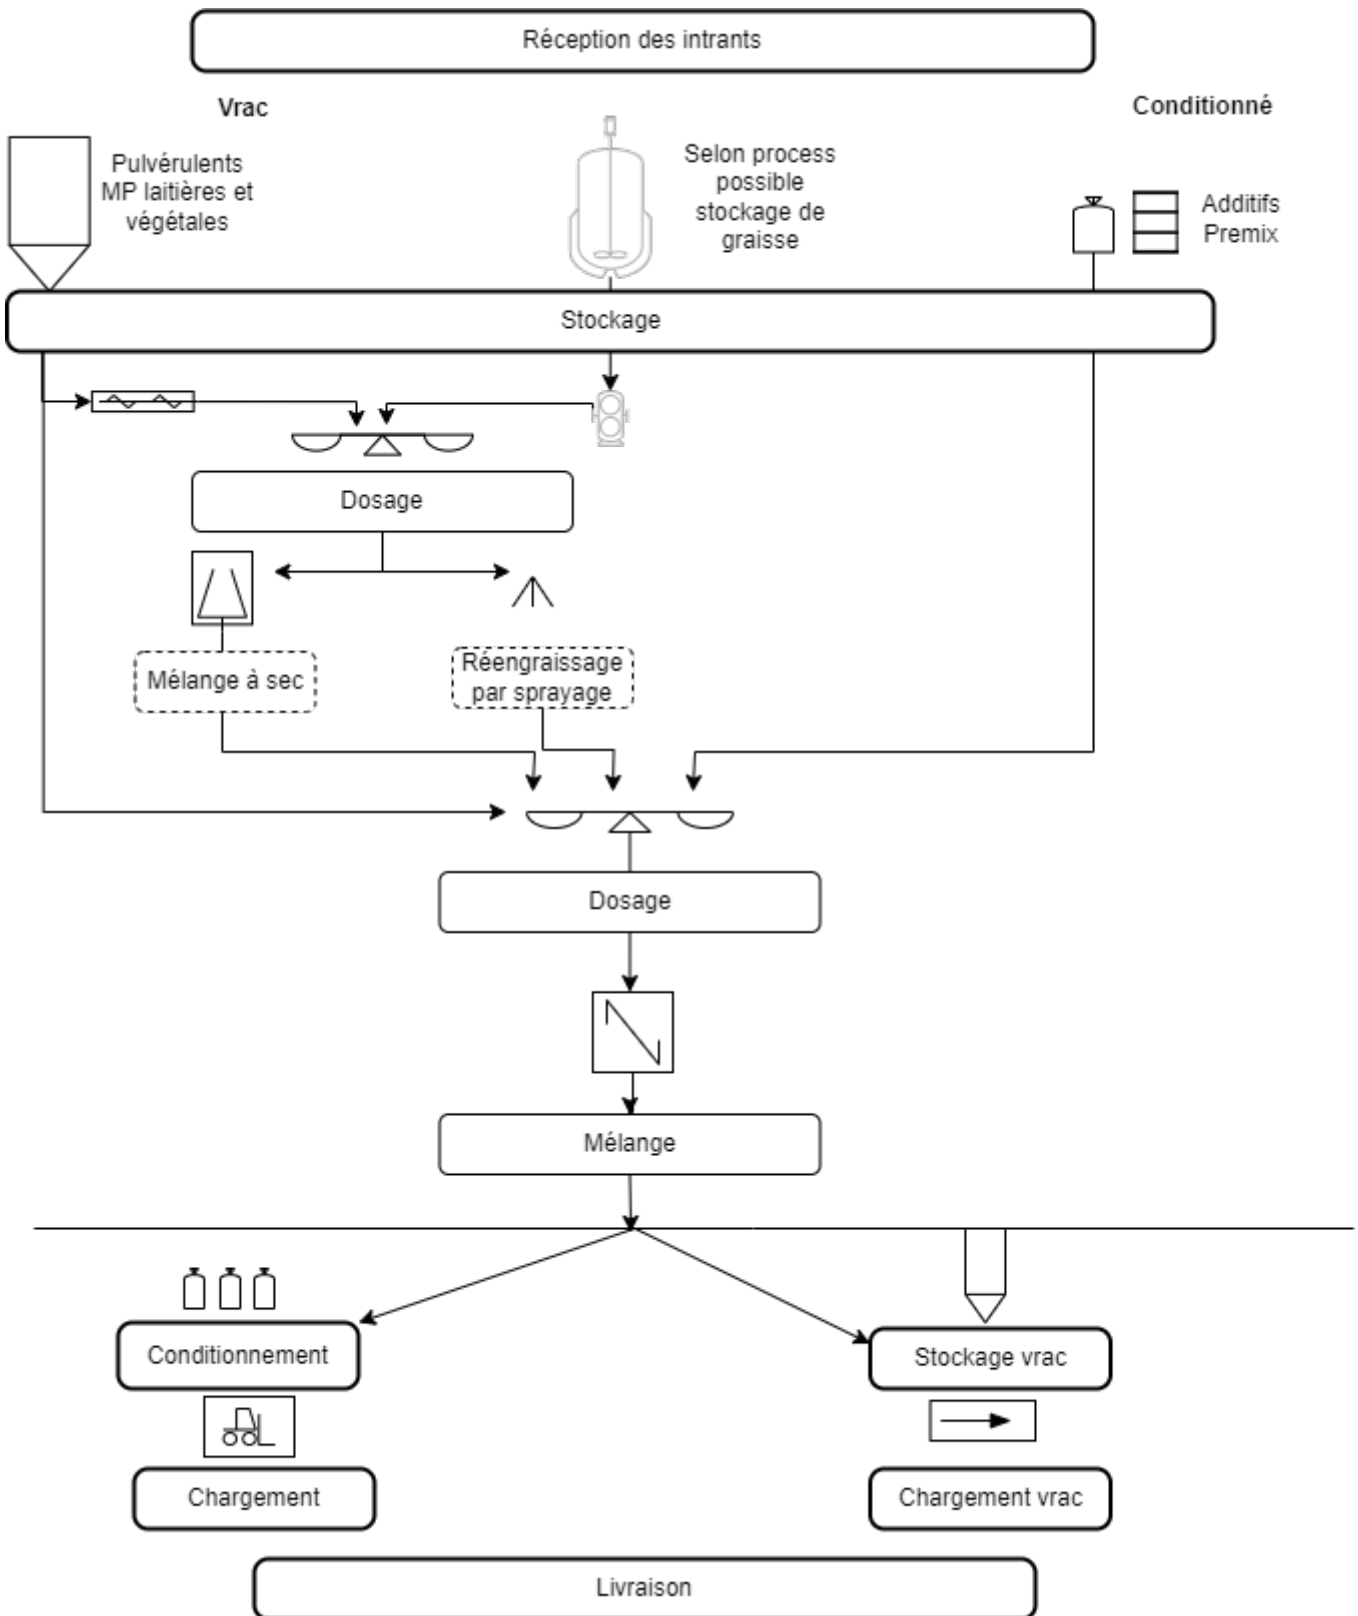 Réception des intrants
Vrac
Conditionné
Pulvérulents
MP laitières et
végétales
Selon process
possible
stockage de
graisse
Additifs
Premix
Stockage
Dosage
Mélange à sec
Réengraissage
par sprayage
Dosage
Mélange
Conditionnement
Stockage vrac
Chargement
Chargement vrac
Livraison